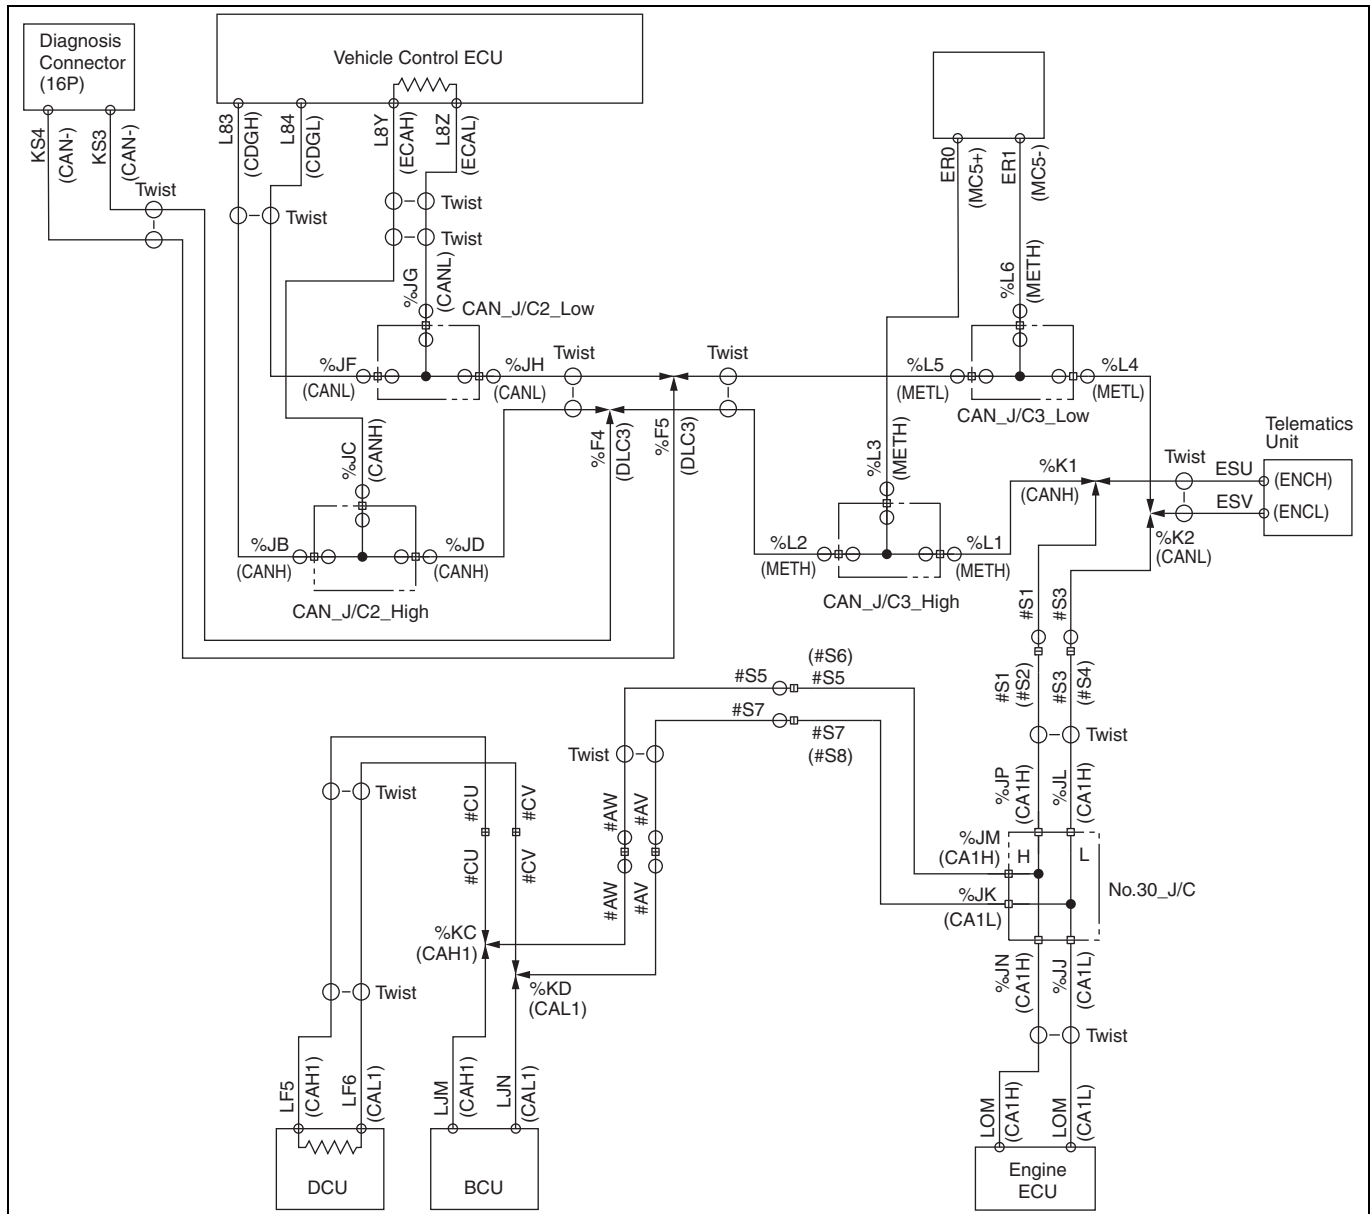 Diagnosis
Connector
(16P)
Vehicle Control ECU
KS4
(CAN-)
KS3
(CAN-)
L83
(CDGH)
L84
(CDGL)
L8Y
(ECAH)
L8Z
(ECAL)
ER0
(MC5+)
ER1
(MC5-)
Twist
Twist
Twist
Twist
%JG
(CANL)
CAN_J/C2_Low
%L6
(METH)
%JF
(CANL)
%JH
(CANL)
Twist
Twist
%L5
(METL)
%L4
(METL)
CAN_J/C3_Low
%F4
(DLC3)
%F5
(DLC3)
%JC
(CANH)
%L3
(METH)
Telematics
Unit
%K1
(CANH)
Twist
ESU
(ENCH)
ESV
(ENCL)
%K2
(CANL)
%JB
(CANH)
%JD
(CANH)
CAN_J/C2_High
%L2
(METH)
%L1
(METH)
CAN_J/C3_High
#S1
#S3
#S1
(#S2)
#S3
(#S4)
#S5
(#S6)
#S5
#S7
#S7
(#S8)
Twist
Twist
Twist
#CU
#CV
#AW
#AV
%JP
(CA1H)
%JL
(CA1H)
#CU
#CV
#AW
#AV
%JM
(CA1H)
H
L
%JK
(CA1L)
No.30_J/C
%KC
(CAH1)
%KD
(CAL1)
%JN
(CA1H)
%JJ
(CA1L)
Twist
Twist
LF5
(CAH1)
LF6
(CAL1)
LJM
(CAH1)
LJN
(CAL1)
LOM
(CA1H)
LOM
(CA1L)
DCU
BCU
Engine
ECU